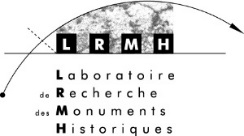 LRMH
Laboratoire
de Recherche
des Monuments
Historiques